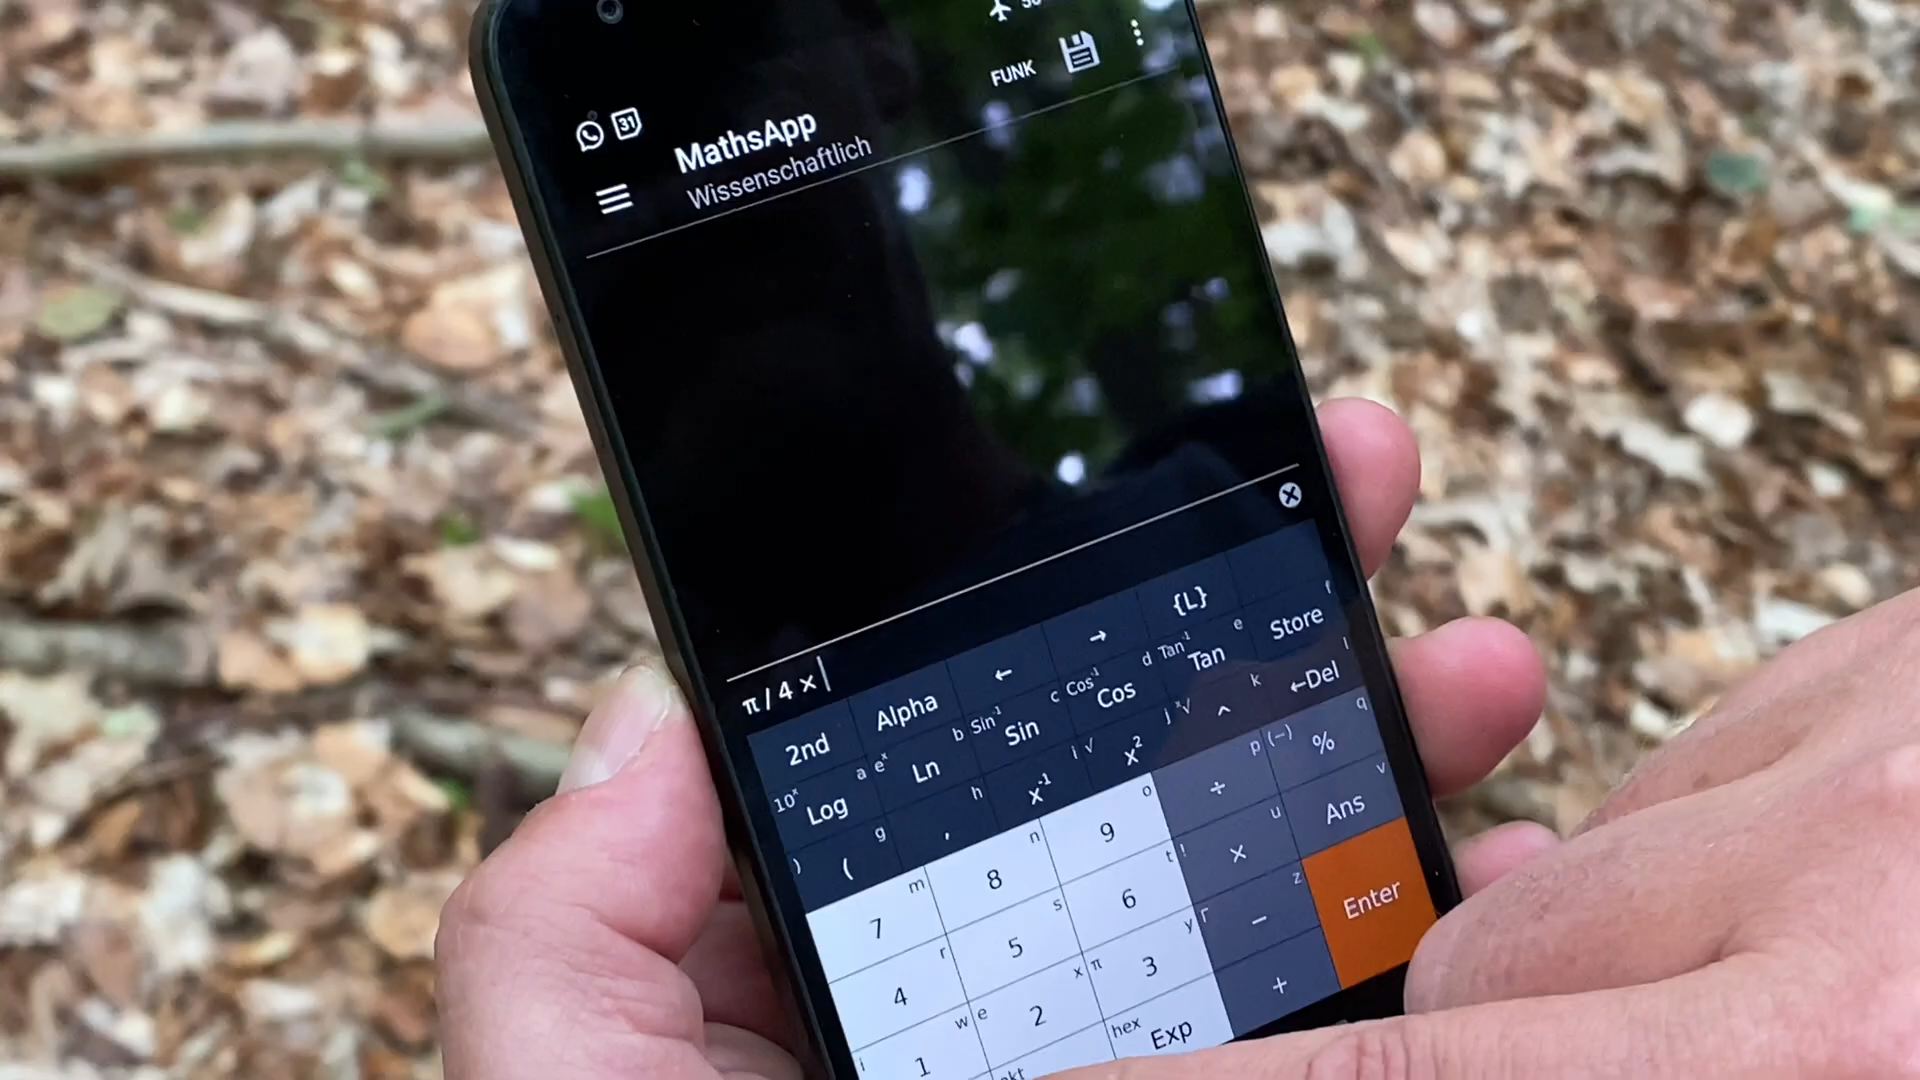 FUNK
31
MathsApp
Wissenschaftlich
π / 4 ×
2nd Alpha ← → {L}
10ˣ Log a eˣ Ln b Sin⁻¹ Sin c Cos⁻¹ Cos d Tan⁻¹ Tan e Store f
) ( g , h x⁻¹ i √ x² j ˣ√ ^ k ←Del l
7 m 8 n 9 o ÷ p (−) % q
4 r 5 s 6 t ! × u Ans v
1 w e 2 x π 3 y Γ − z Enter
i hex Exp +